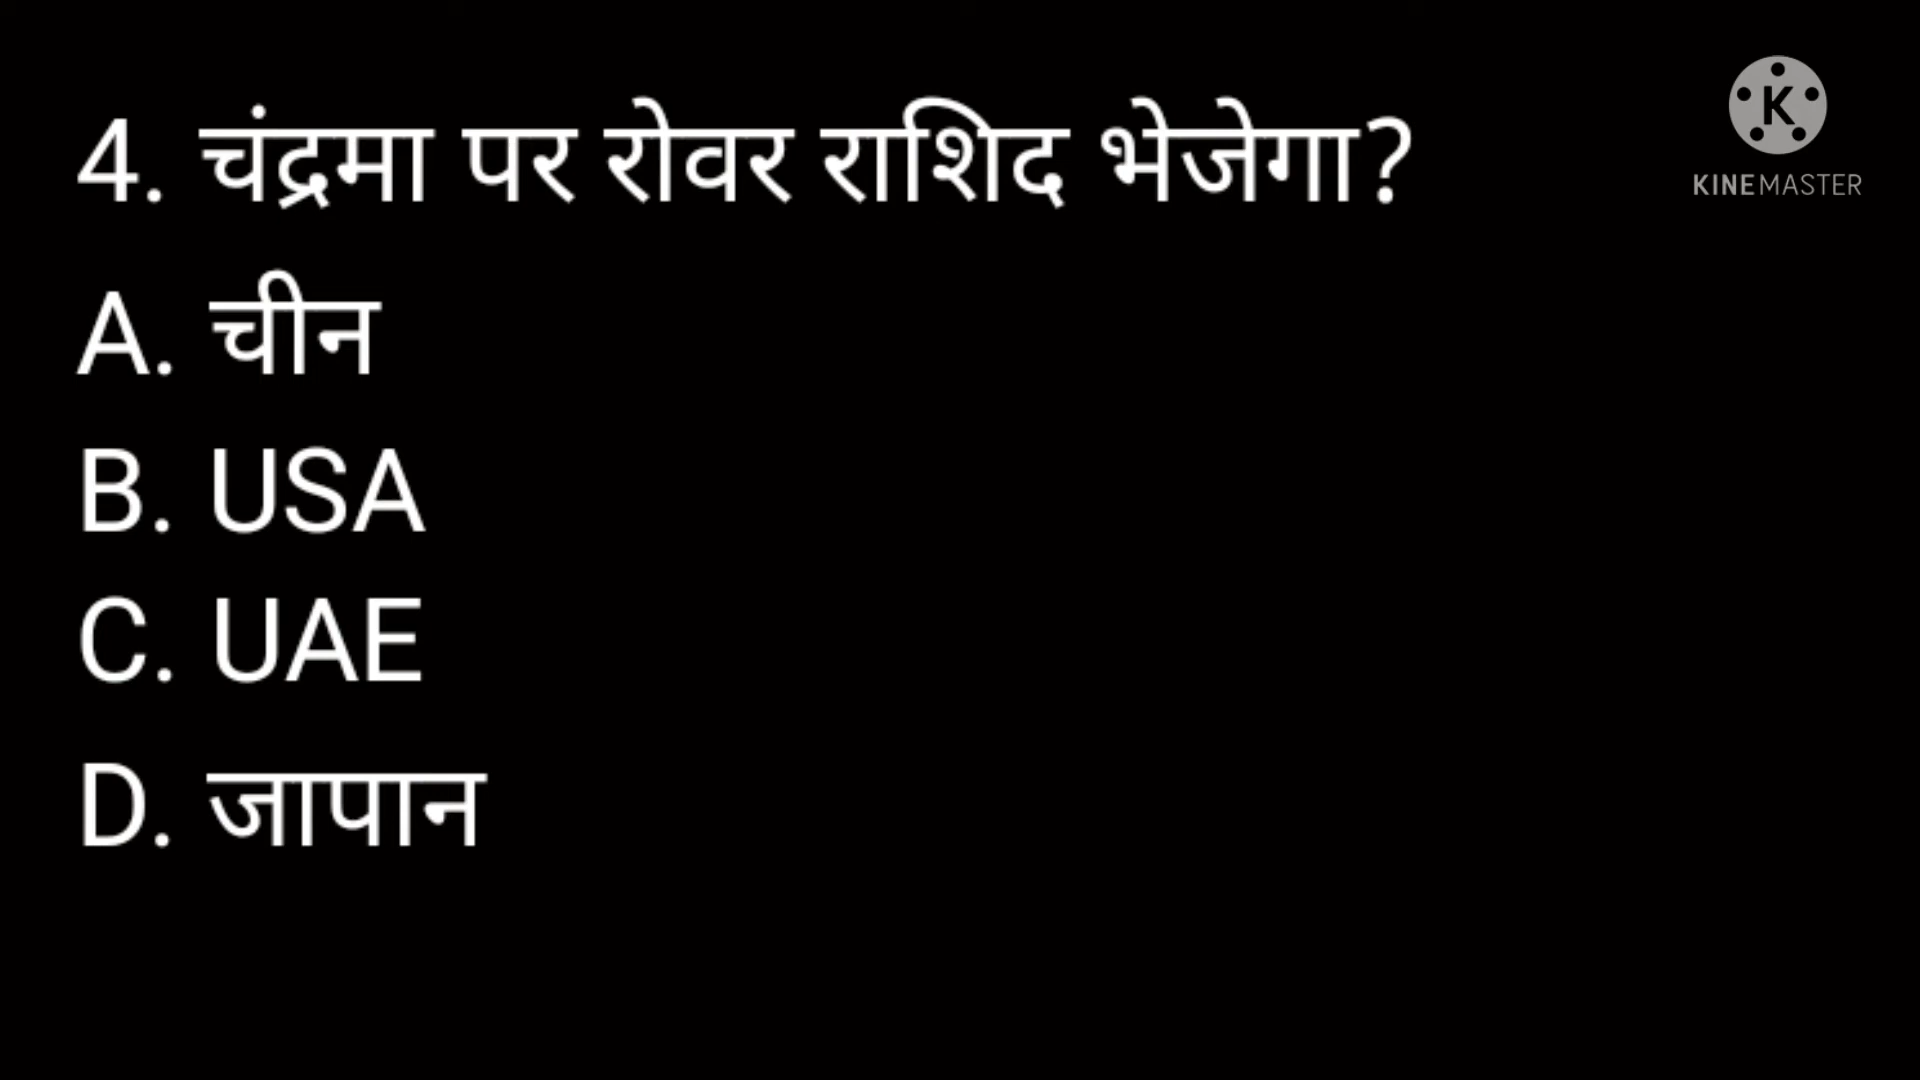 4. चंद्रमा पर रोवर राशिद भेजेगा?
K
KINEMASTER
A. चीन
B. USA
C. UAE
D. जापान